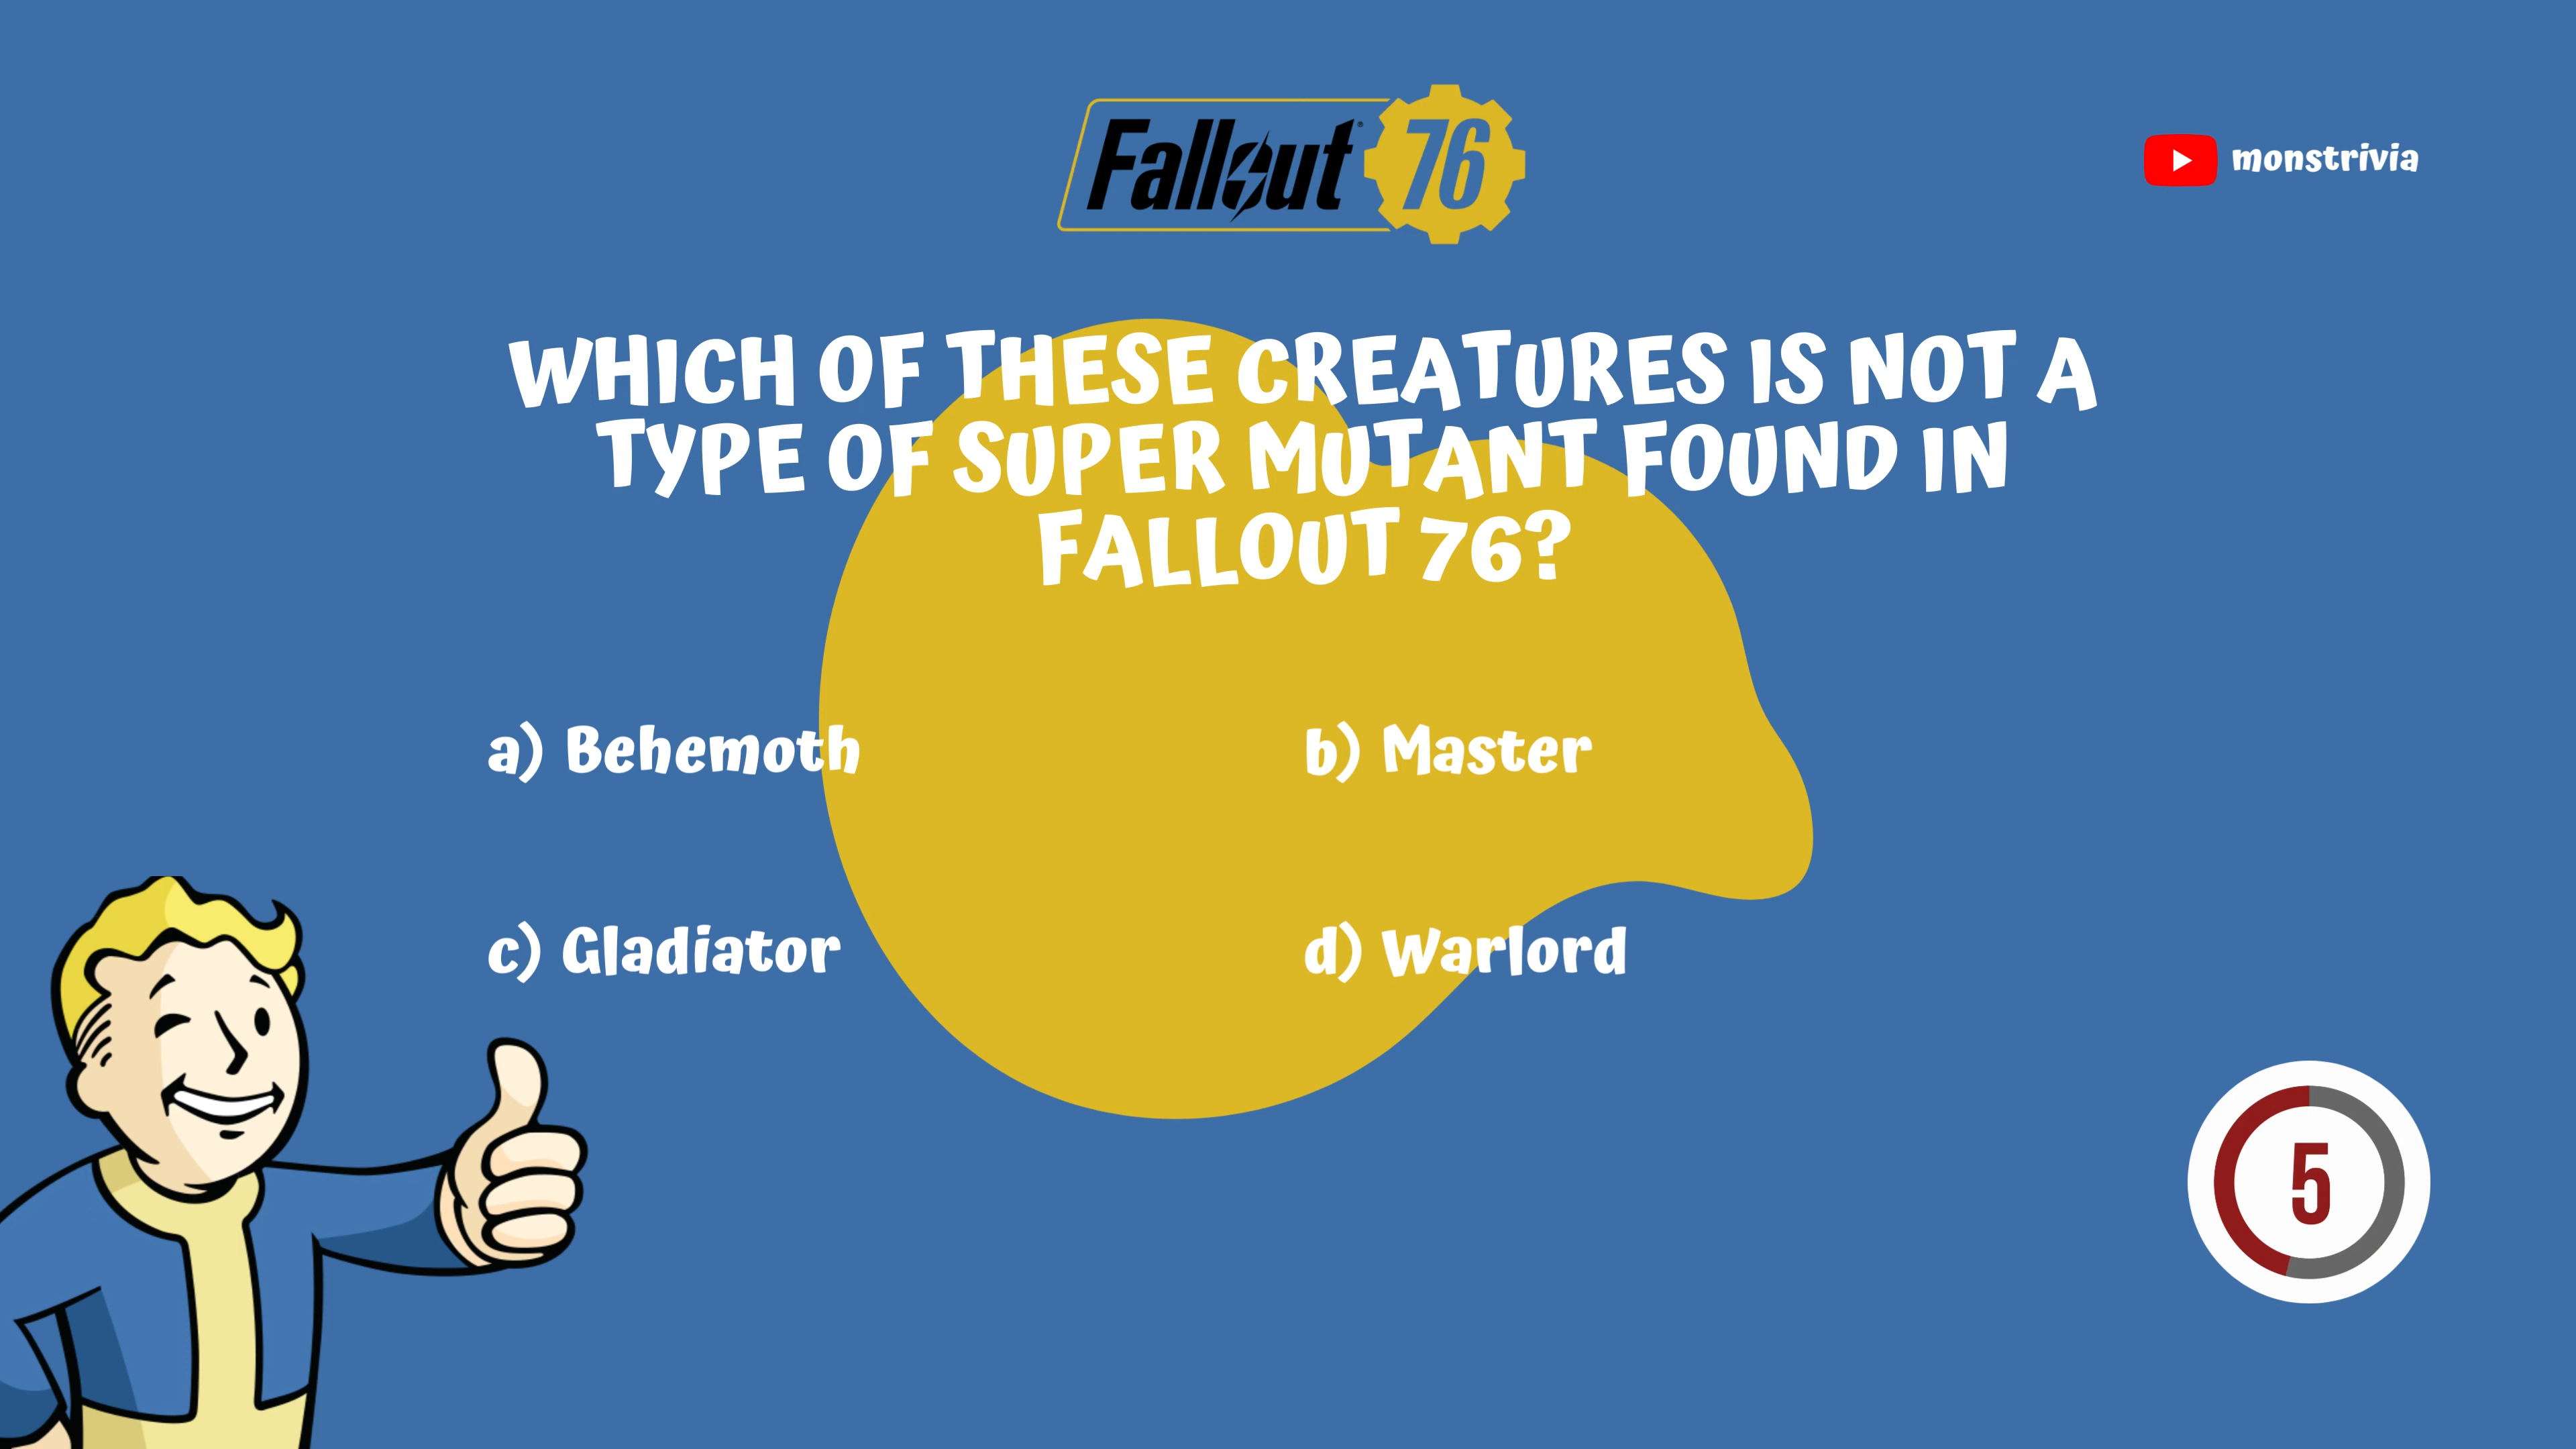 Fallout 76
monstrivia
WHICH OF THESE CREATURES IS NOT A
TYPE OF SUPER MUTANT FOUND IN
FALLOUT 76?
a) Behemoth
b) Master
c) Gladiator
d) Warlord
5